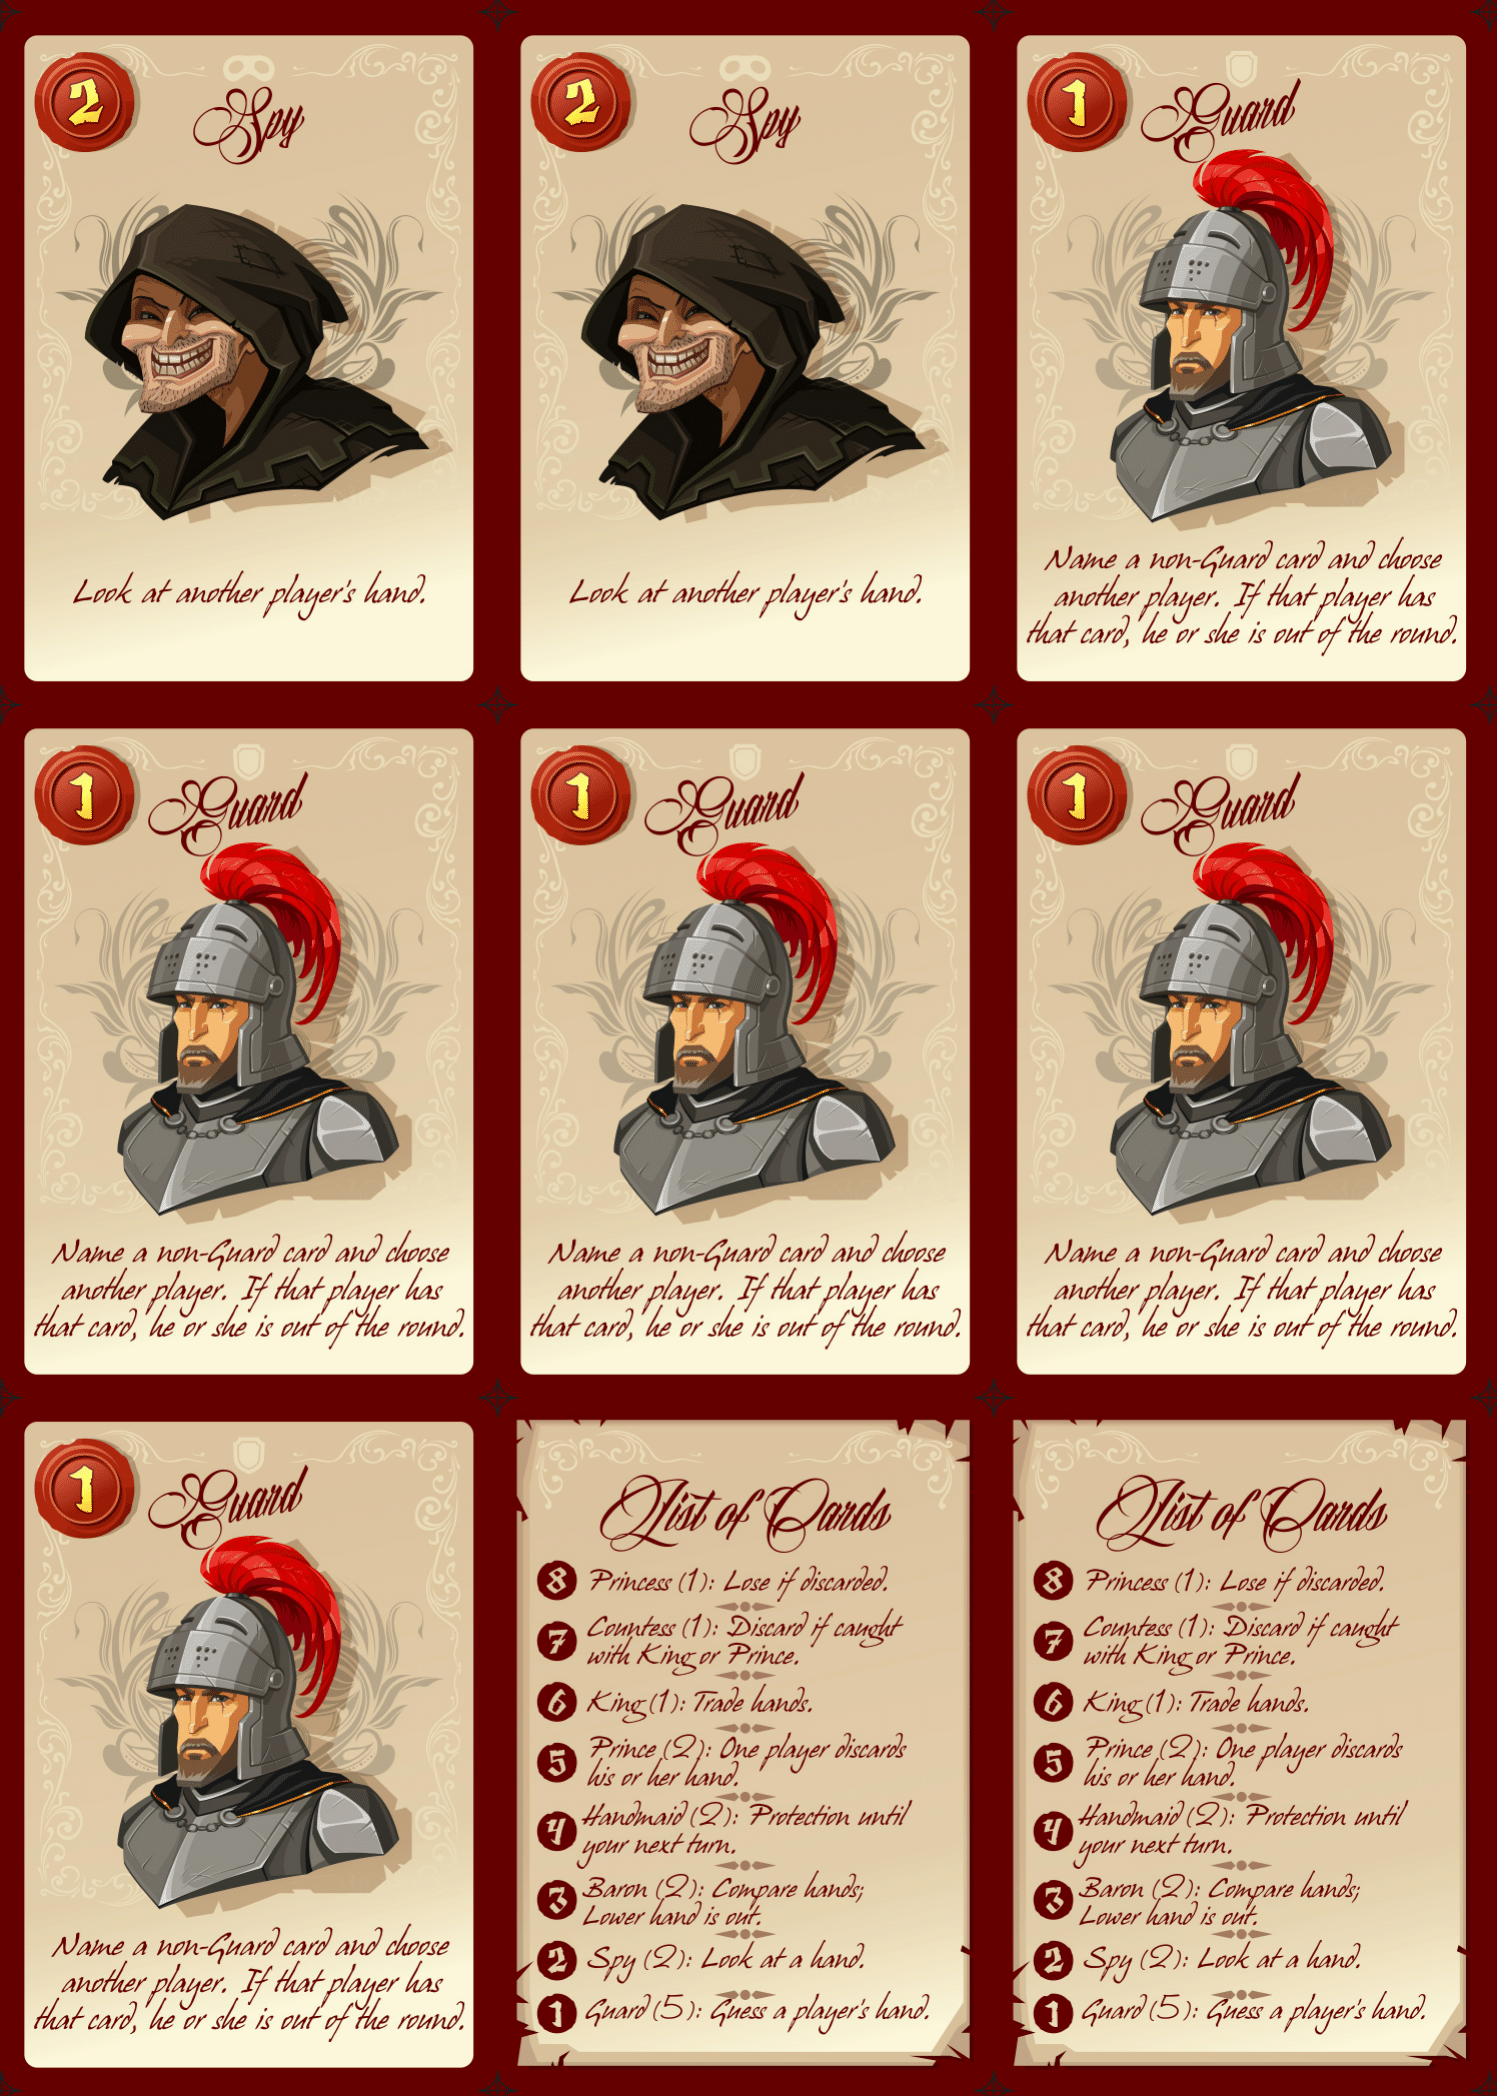 2
Spy
Look at another player's hand.
2
Spy
Look at another player's hand.
1
Guard
Name a non-Guard card and choose
another player. If that player has
that card, he or she is out of the round.
1
Guard
Name a non-Guard card and choose
another player. If that player has
that card, he or she is out of the round.
1
Guard
Name a non-Guard card and choose
another player. If that player has
that card, he or she is out of the round.
1
Guard
Name a non-Guard card and choose
another player. If that player has
that card, he or she is out of the round.
1
Guard
Name a non-Guard card and choose
another player. If that player has
that card, he or she is out of the round.
List of Cards
8 Princess (1): Lose if discarded.
7 Countess (1): Discard if caught
with King or Prince.
6 King (1): Trade hands.
5 Prince (2): One player discards
his or her hand.
4 Handmaid (2): Protection until
your next turn.
3 Baron (2): Compare hands;
Lower hand is out.
2 Spy (2): Look at a hand.
1 Guard (5): Guess a player's hand.
List of Cards
8 Princess (1): Lose if discarded.
7 Countess (1): Discard if caught
with King or Prince.
6 King (1): Trade hands.
5 Prince (2): One player discards
his or her hand.
4 Handmaid (2): Protection until
your next turn.
3 Baron (2): Compare hands;
Lower hand is out.
2 Spy (2): Look at a hand.
1 Guard (5): Guess a player's hand.